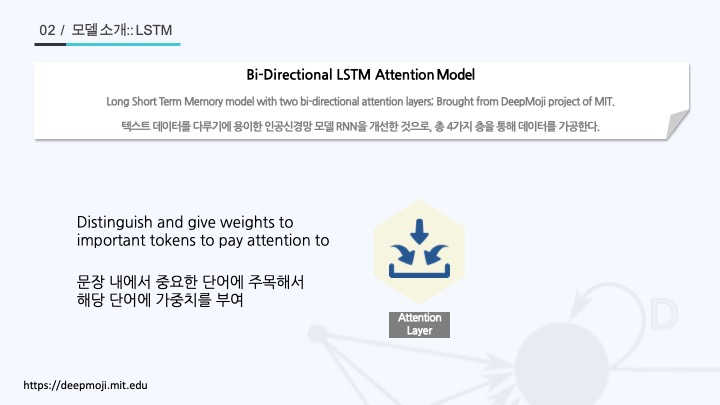 02 / 모델 소개:: LSTM
Bi-Directional LSTM Attention Model
Long Short Term Memory model with two bi-directional attention layers; Brought from DeepMoji project of MIT.
텍스트 데이터를 다루기에 용이한 인공신경망 모델 RNN을 개선한 것으로, 총 4가지 층을 통해 데이터를 가공한다.
Distinguish and give weights to
important tokens to pay attention to
문장 내에서 중요한 단어에 주목해서
해당 단어에 가중치를 부여
Attention
Layer
D
https://deepmoji.mit.edu